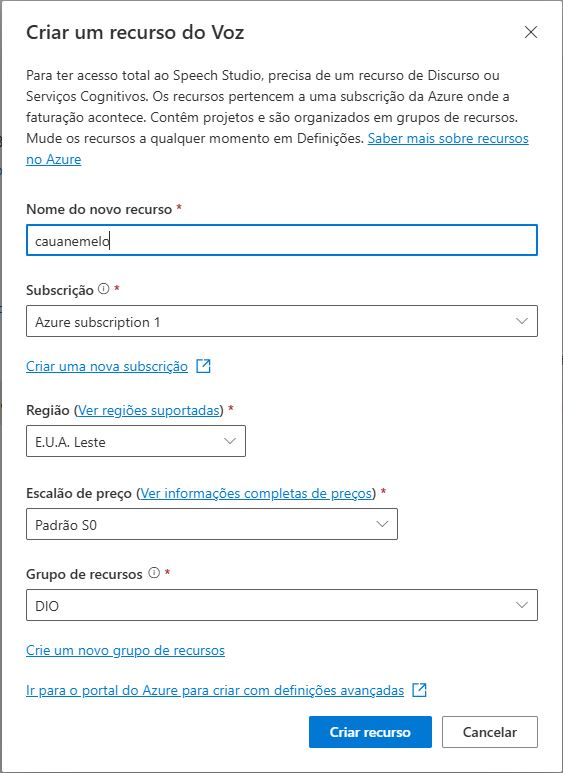 Criar um recurso do Voz
Para ter acesso total ao Speech Studio, precisa de um recurso de Discurso ou
Serviços Cognitivos. Os recursos pertencem a uma subscrição da Azure onde a
faturação acontece. Contêm projetos e são organizados em grupos de recursos.
Mude os recursos a qualquer momento em Definições. Saber mais sobre recursos
no Azure
Nome do novo recurso *
cauanemelo
Subscrição *
Azure subscription 1
Criar uma nova subscrição
Região (Ver regiões suportadas) *
E.U.A. Leste
Escalão de preço (Ver informações completas de preços) *
Padrão S0
Grupo de recursos *
DIO
Crie um novo grupo de recursos
Ir para o portal do Azure para criar com definições avançadas
Criar recurso Cancelar